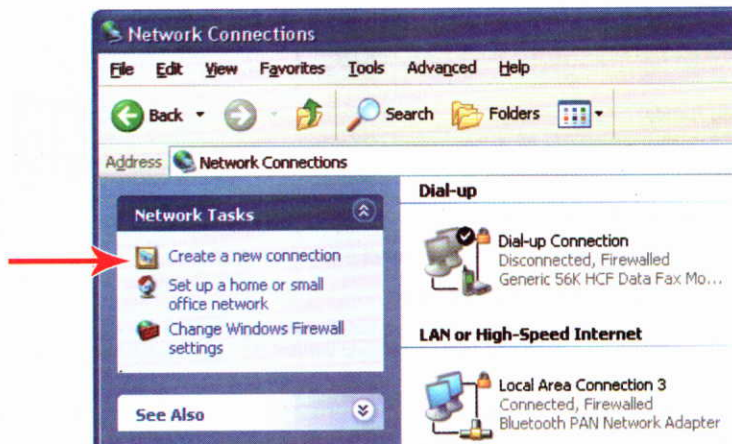 Network Connections
File Edit View Favorites Tools Advanced Help
Back Search Folders
Address Network Connections
Network Tasks
Create a new connection
Set up a home or small
office network
Change Windows Firewall
settings
See Also
Dial-up
Dial-up Connection
Disconnected, Firewalled
Generic 56K HCF Data Fax Mo...
LAN or High-Speed Internet
Local Area Connection 3
Connected, Firewalled
Bluetooth PAN Network Adapter